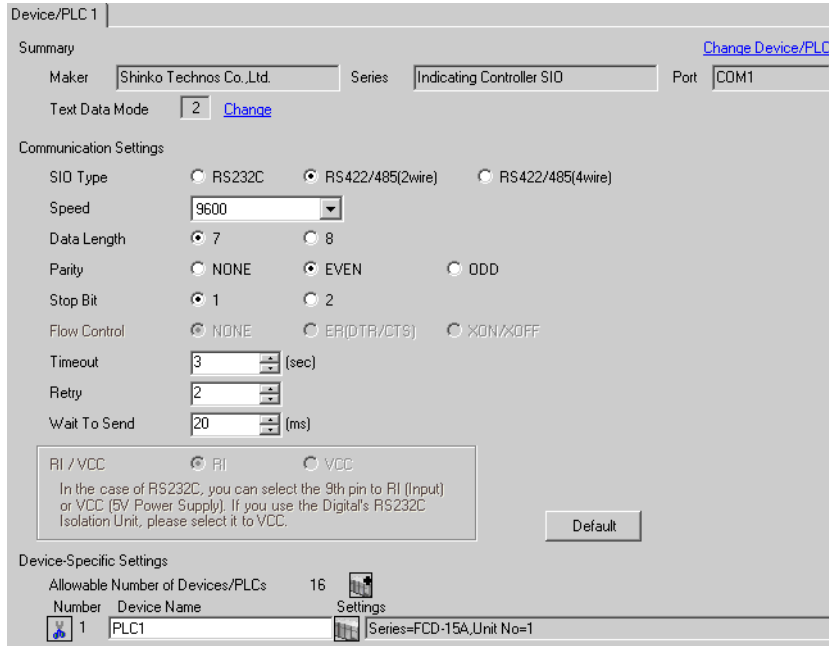 Device/PLC 1
Summary Change Device/PLC
Maker Shinko Technos Co.,Ltd. Series Indicating Controller SIO Port COM1
Text Data Mode 2 Change
Communication Settings
SIO Type RS232C RS422/485(2wire) RS422/485(4wire)
Speed 9600
Data Length 7 8
Parity NONE EVEN ODD
Stop Bit 1 2
Flow Control NONE ER(DTR/CTS) XON/XOFF
Timeout 3 (sec)
Retry 2
Wait To Send 20 (ms)
RI / VCC RI VCC
In the case of RS232C, you can select the 9th pin to RI (Input)
or VCC (5V Power Supply). If you use the Digital's RS232C
Isolation Unit, please select it to VCC.
Default
Device-Specific Settings
Allowable Number of Devices/PLCs 16
Number Device Name Settings
1 PLC1 Series=FCD-15A,Unit No=1